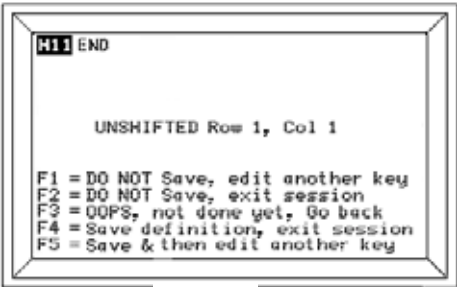 H11 END
UNSHIFTED Row 1, Col 1
F1 = DO NOT Save, edit another key
F2 = DO NOT Save, exit session
F3 = OOPS, not done yet, Go back
F4 = Save definition, exit session
F5 = Save & then edit another key